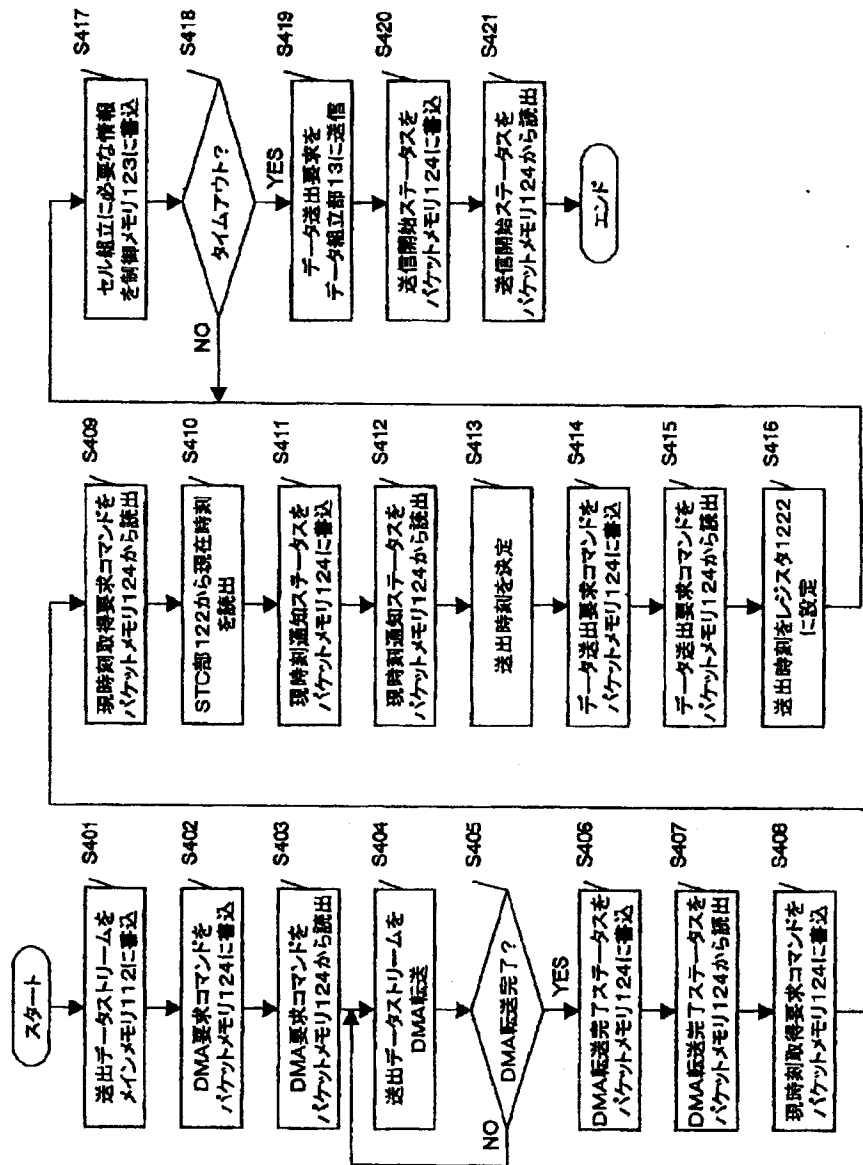 スタート
S401
送出データストリームを
メインメモリ112に書込
S402
DMA要求コマンドを
パケットメモリ124に書込
S403
DMA要求コマンドを
パケットメモリ124から読出
S404
送出データストリームを
DMA転送
S405
DMA転送完了?
NO
YES
S406
DMA転送完了ステータスを
パケットメモリ124に書込
S407
DMA転送完了ステータスを
パケットメモリ124から読出
S408
現時刻取得要求コマンドを
パケットメモリ124に書込
S409
現時刻取得要求コマンドを
パケットメモリ124から読出
S410
STC部122から現在時刻
を読出
S411
現時刻通知ステータスを
パケットメモリ124に書込
S412
現時刻通知ステータスを
パケットメモリ124から読出
S413
送出時刻を決定
S414
データ送出要求コマンドを
パケットメモリ124に書込
S415
データ送出要求コマンドを
パケットメモリ124から読出
S416
送出時刻をレジスタ1222
に設定
S417
セル組立に必要な情報
を制御メモリ123に書込
S418
タイムアウト?
NO
YES
S419
データ送出要求を
データ組立部13に送信
S420
送信開始ステータスを
パケットメモリ124に書込
S421
送信開始ステータスを
パケットメモリ124から読出
エンド